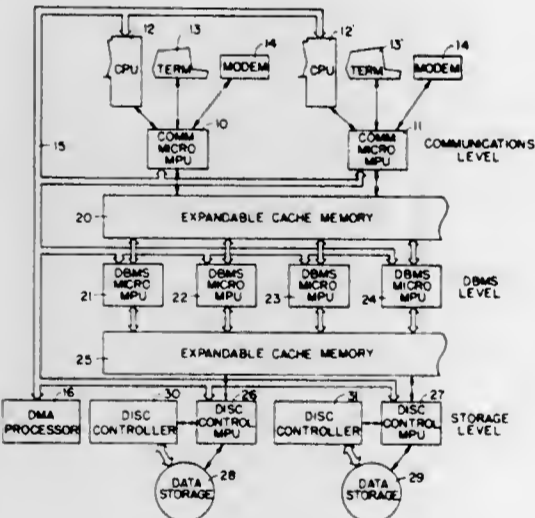 12 13 14 12' 13' 14
CPU TERM MODEM CPU TERM MODEM
10 11
COMM MICRO MPU
COMM MICRO MPU
COMMUNICATIONS LEVEL
15
20 EXPANDABLE CACHE MEMORY
DBMS MICRO MPU
DBMS MICRO MPU
DBMS MICRO MPU
DBMS MICRO MPU
DBMS LEVEL
21 22 23 24
25 EXPANDABLE CACHE MEMORY
16 30 26 31 27
DMA PROCESSOR
DISC CONTROLLER
DISC CONTROL MPU
DISC CONTROLLER
DISC CONTROL MPU
STORAGE LEVEL
DATA STORAGE
28
DATA STORAGE
29